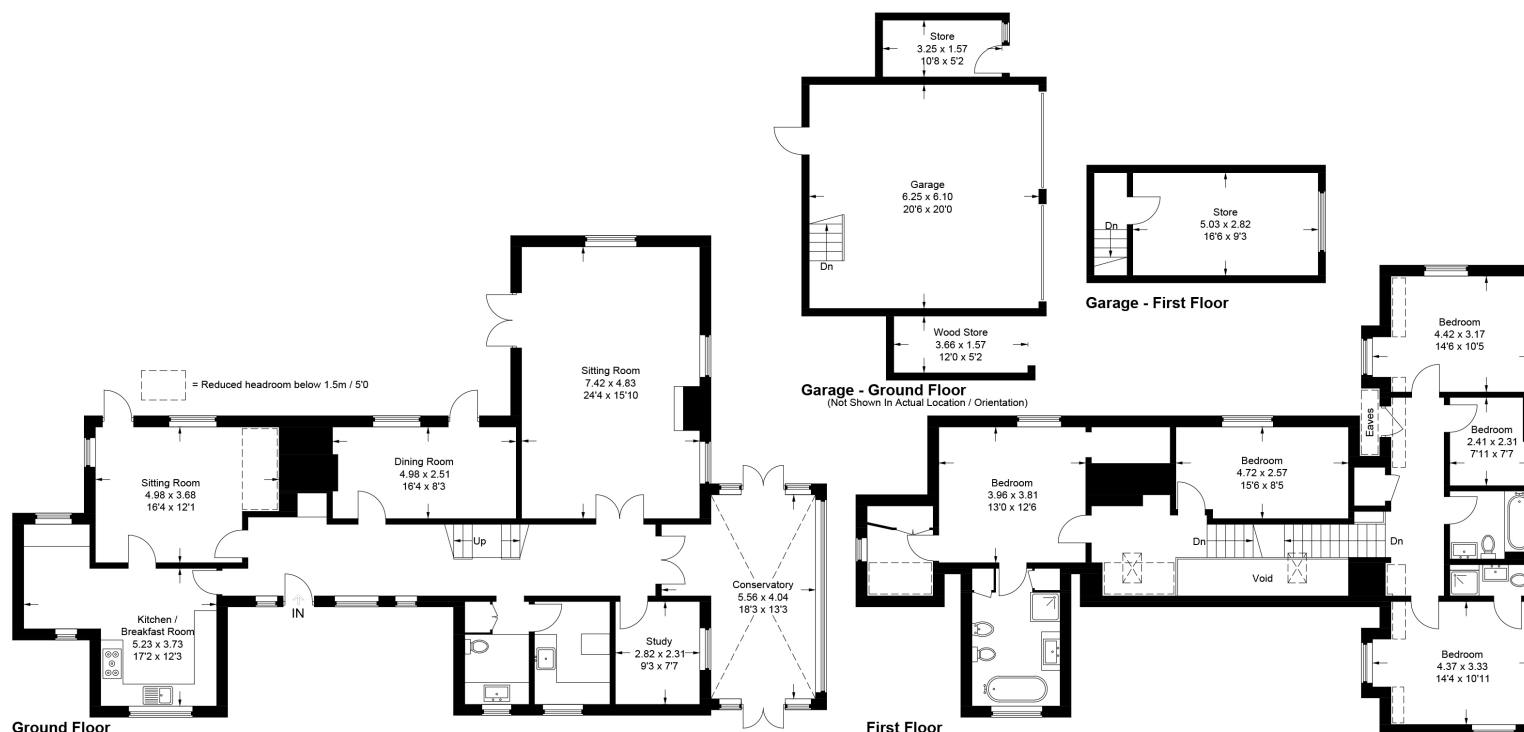 Store
3.25 x 1.57
10'8 x 5'2
Garage
6.25 x 6.10
20'6 x 20'0
Dn
Wood Store
3.66 x 1.57
12'0 x 5'2
Garage - Ground Floor
(Not Shown In Actual Location / Orientation)
Store
5.03 x 2.82
16'6 x 9'3
Dn
Garage - First Floor
= Reduced headroom below 1.5m / 5'0
Sitting Room
7.42 x 4.83
24'4 x 15'10
Sitting Room
4.98 x 3.68
16'4 x 12'1
Dining Room
4.98 x 2.51
16'4 x 8'3
Up
Conservatory
5.56 x 4.04
18'3 x 13'3
IN
Kitchen /
Breakfast Room
5.23 x 3.73
17'2 x 12'3
Study
2.82 x 2.31
9'3 x 7'7
Ground Floor
Bedroom
4.42 x 3.17
14'6 x 10'5
Eaves
Bedroom
2.41 x 2.31
7'11 x 7'7
Bedroom
3.96 x 3.81
13'0 x 12'6
Bedroom
4.72 x 2.57
15'6 x 8'5
Dn
Dn
Void
Bedroom
4.37 x 3.33
14'4 x 10'11
First Floor